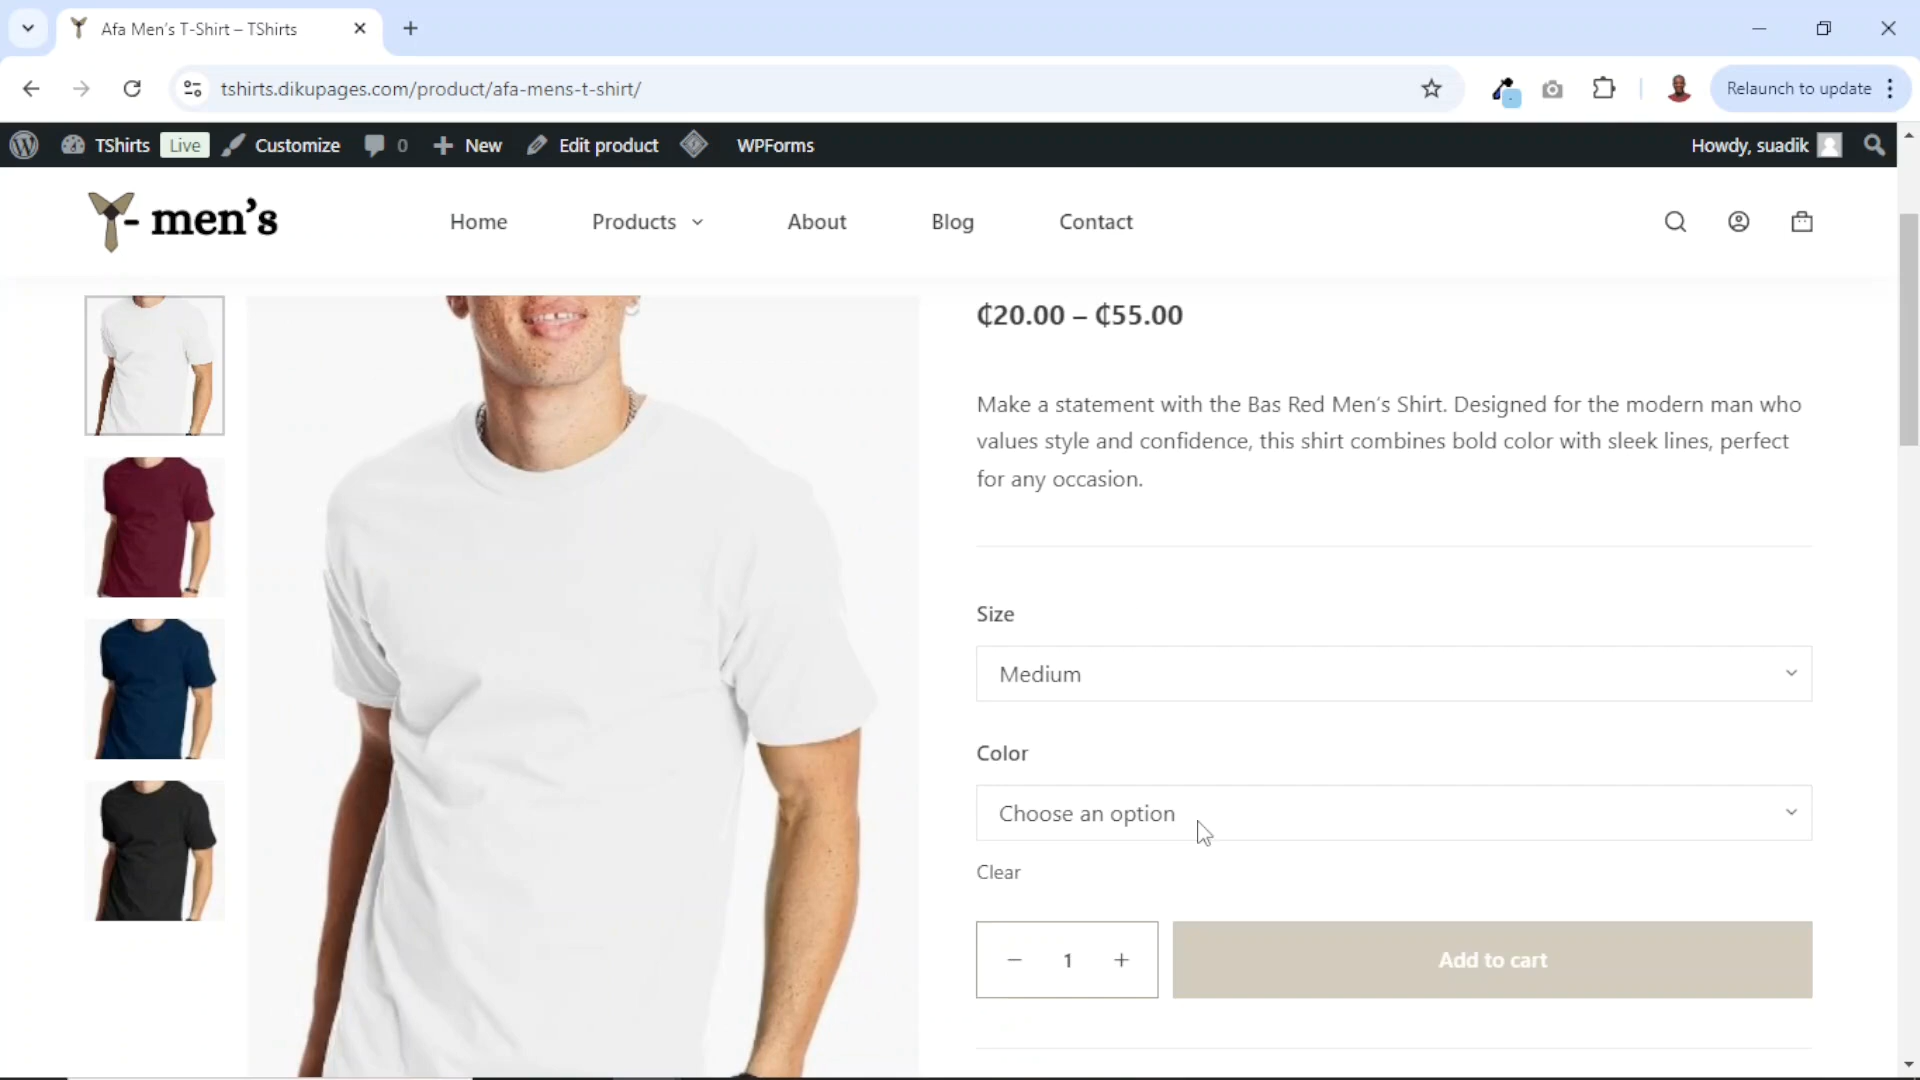 Afa Men's T-Shirt – TShirts
tshirts.dikupages.com/product/afa-mens-t-shirt/
Relaunch to update
TShirts Live Customize 0 New Edit product WPForms Howdy, suadik
- men's
Home Products About Blog Contact
₵20.00 – ₵55.00
Make a statement with the Bas Red Men's Shirt. Designed for the modern man who
values style and confidence, this shirt combines bold color with sleek lines, perfect
for any occasion.
Size
Medium
Color
Choose an option
Clear
− 1 +
Add to cart